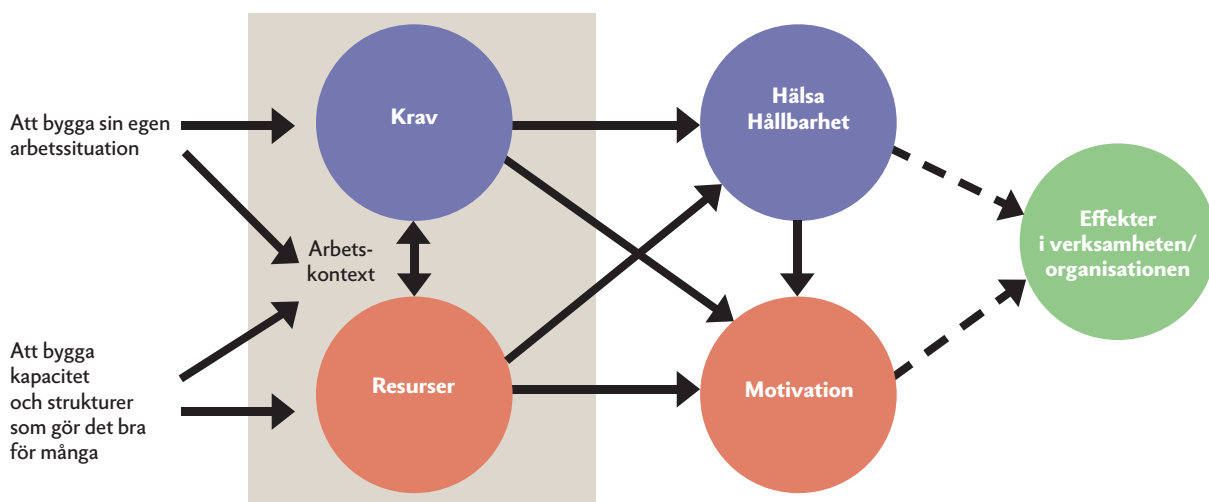 Att bygga sin egen
arbetssituation
Krav
Hälsa
Hållbarhet
Arbets-
kontext
Effekter
i verksamheten/
organisationen
Att bygga
kapacitet
och strukturer
som gör det bra
för många
Resurser
Motivation